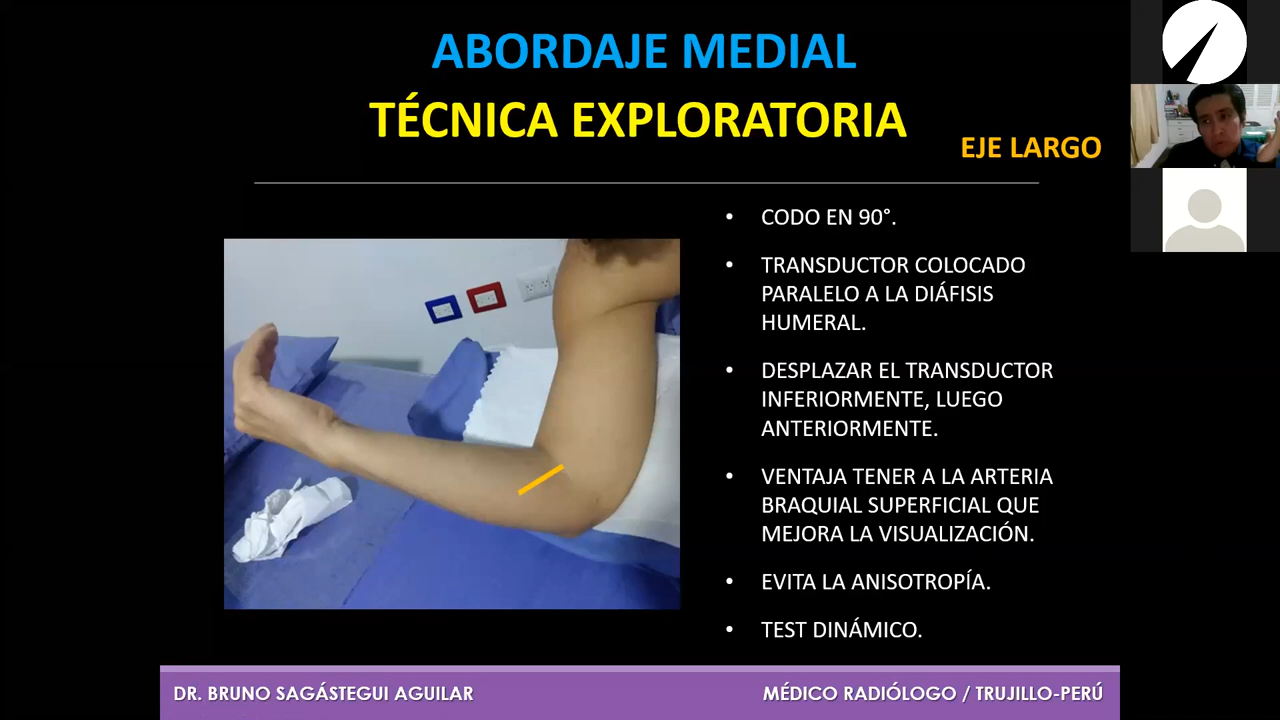 ABORDAJE MEDIAL
TÉCNICA EXPLORATORIA
EJE LARGO
• CODO EN 90°.
• TRANSDUCTOR COLOCADO
PARALELO A LA DIÁFISIS
HUMERAL.
• DESPLAZAR EL TRANSDUCTOR
INFERIORMENTE, LUEGO
ANTERIORMENTE.
• VENTAJA TENER A LA ARTERIA
BRAQUIAL SUPERFICIAL QUE
MEJORA LA VISUALIZACIÓN.
• EVITA LA ANISOTROPÍA.
• TEST DINÁMICO.
DR. BRUNO SAGÁSTEGUI AGUILAR
MÉDICO RADIÓLOGO / TRUJILLO-PERÚ